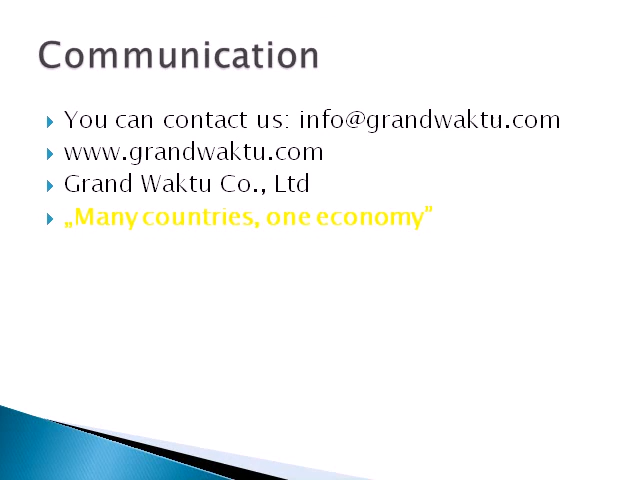 Communication
You can contact us: info@grandwaktu.com
www.grandwaktu.com
Grand Waktu Co., Ltd
„Many countries, one economy”